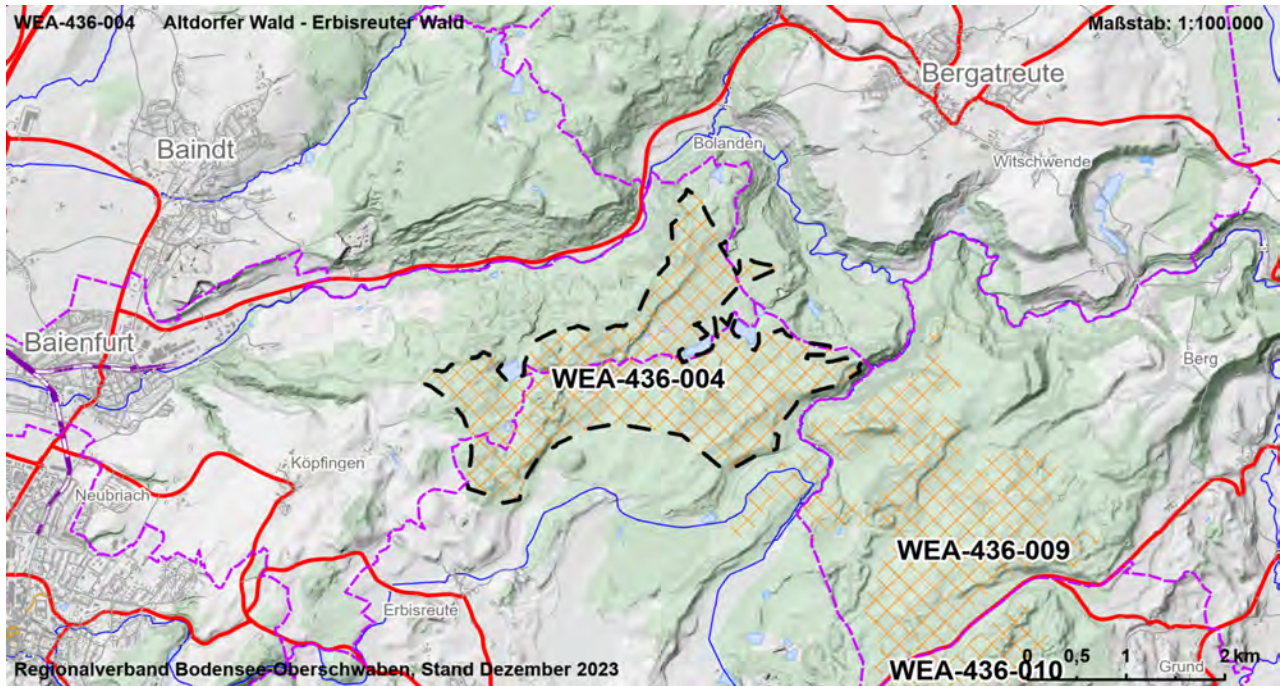 WEA-436-004 Altdorfer Wald - Erbisreuter Wald
Maßstab: 1:100.000
Bergatreute
Baindt
Bolanden
Witschwende
Baienfurt
Berg
WEA-436-004
Köpfingen
Neubriach
WEA-436-009
Erbisreute
Regionalverband Bodensee-Oberschwaben, Stand Dezember 2023
WEA-436-010
0 0,5 1 2 km
Grund